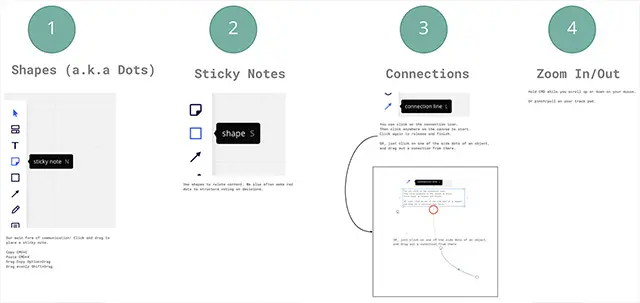 1
Shapes (a.k.a Dots)
T
sticky note N
Our main form of communication! Click and drag to
place a sticky note.
Copy CMD+C
Paste CMD+V
Drag Copy Option+Drag
Drag evenly Shift+Drag
2
Sticky Notes
shape S
Use shapes to relate content. We also often make red
dots to structure voting on decisions.
3
Connections
connection line L
You can click on the connection icon.
Then click anywhere on the canvas to start.
Click again to release and finish.
OR, just click on one of the side dots of an object,
and drag out a connection from there.
connection line L
OR, just click on one of the side dots of an object,
and drag out a connection from there.
4
Zoom In/Out
Hold CMD while you scroll up or down on your mouse.
Or pinch/pull on your track pad.